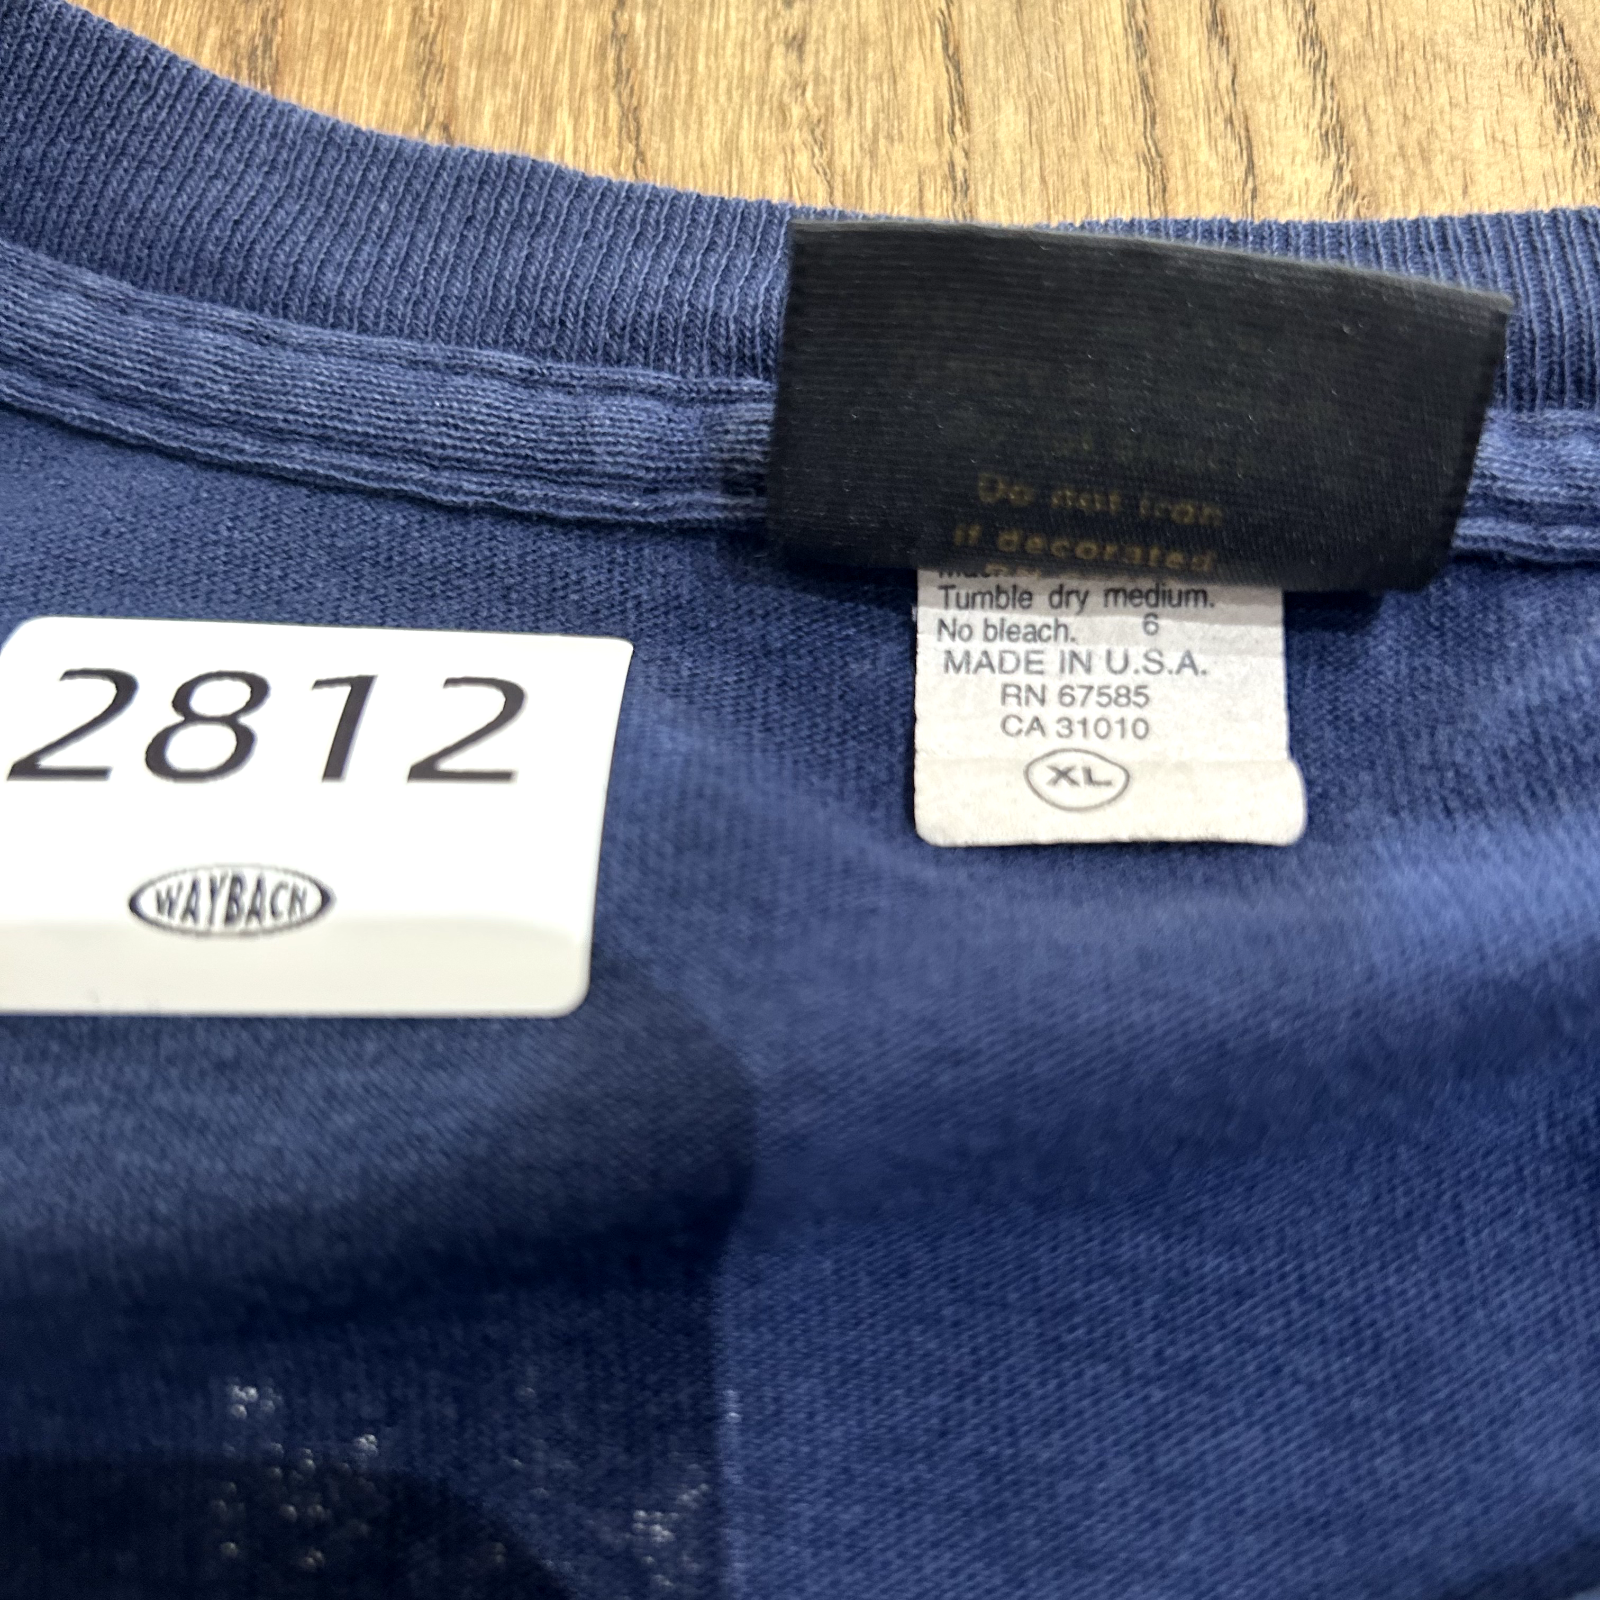 Do not iron
if decorated
Tumble dry medium.
No bleach. 6
MADE IN U.S.A.
RN 67585
CA 31010
XL
2812
WAYBACK